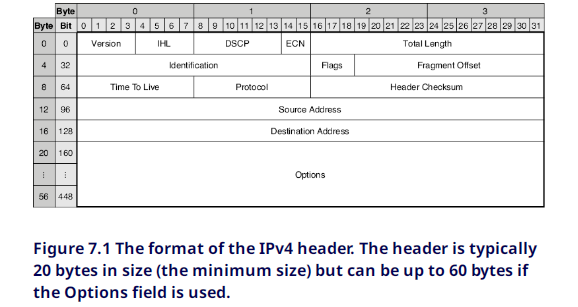 Byte 0 1 2 3
Byte Bit 0 1 2 3 4 5 6 7 8 9 10 11 12 13 14 15 16 17 18 19 20 21 22 23 24 25 26 27 28 29 30 31
0 0 Version IHL DSCP ECN Total Length
4 32 Identification Flags Fragment Offset
8 64 Time To Live Protocol Header Checksum
12 96 Source Address
16 128 Destination Address
20 160
⋮ ⋮ Options
56 448
Figure 7.1 The format of the IPv4 header. The header is typically
20 bytes in size (the minimum size) but can be up to 60 bytes if
the Options field is used.